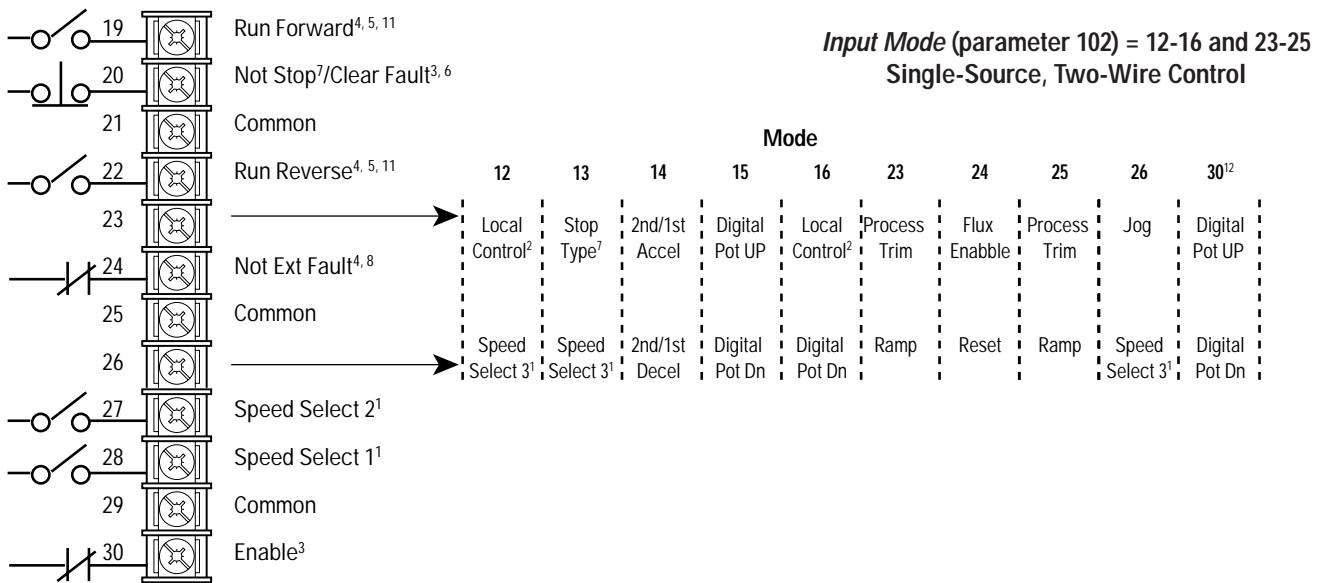 Input Mode (parameter 102) = 12-16 and 23-25
Single-Source, Two-Wire Control
19 Run Forward4, 5, 11
20 Not Stop7/Clear Fault3, 6
21 Common
22 Run Reverse4, 5, 11
23
24 Not Ext Fault4, 8
25 Common
26
27 Speed Select 21
28 Speed Select 11
29 Common
30 Enable3
Mode
12 13 14 15 16 23 24 25 26 3012
Local Stop 2nd/1st Digital Local Process Flux Process Jog Digital
Control2 Type7 Accel Pot UP Control2 Trim Enabble Trim Pot UP
Speed Speed 2nd/1st Digital Digital Ramp Reset Ramp Speed Digital
Select 31 Select 31 Decel Pot Dn Pot Dn Select 31 Pot Dn